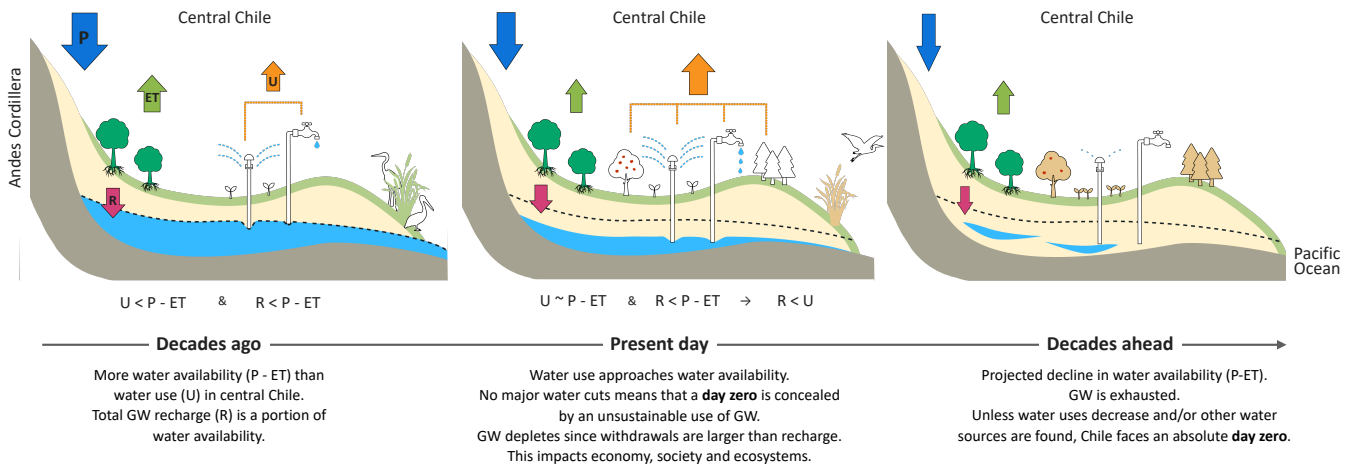 Central Chile
Central Chile
Central Chile
Andes Cordillera
P
ET
U
R
Pacific
Ocean
U < P - ET & R < P - ET
U ~ P - ET & R < P - ET → R < U
Decades ago
Present day
Decades ahead
More water availability (P - ET) than
water use (U) in central Chile.
Total GW recharge (R) is a portion of
water availability.
Water use approaches water availability.
No major water cuts means that a day zero is concealed
by an unsustainable use of GW.
GW depletes since withdrawals are larger than recharge.
This impacts economy, society and ecosystems.
Projected decline in water availability (P-ET).
GW is exhausted.
Unless water uses decrease and/or other water
sources are found, Chile faces an absolute day zero.